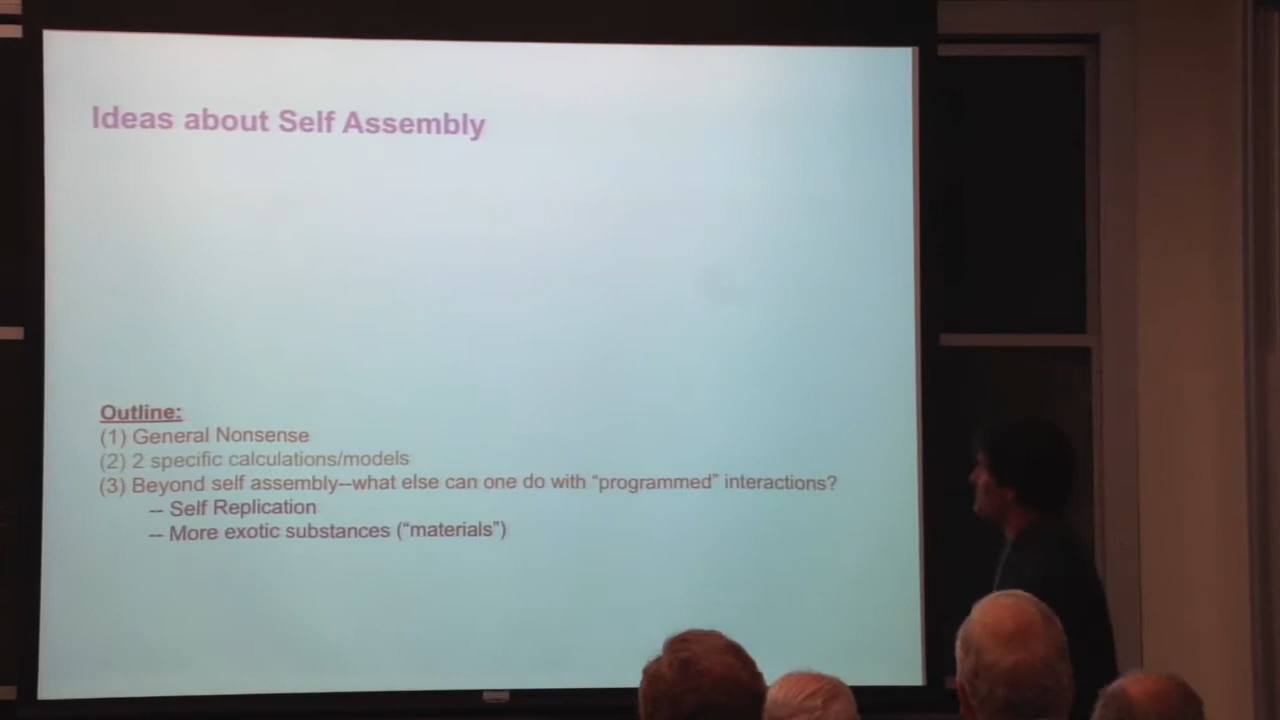 Ideas about Self Assembly
Outline:
(1) General Nonsense
(2) 2 specific calculations/models
(3) Beyond self assembly--what else can one do with “programmed” interactions?
-- Self Replication
-- More exotic substances (“materials”)